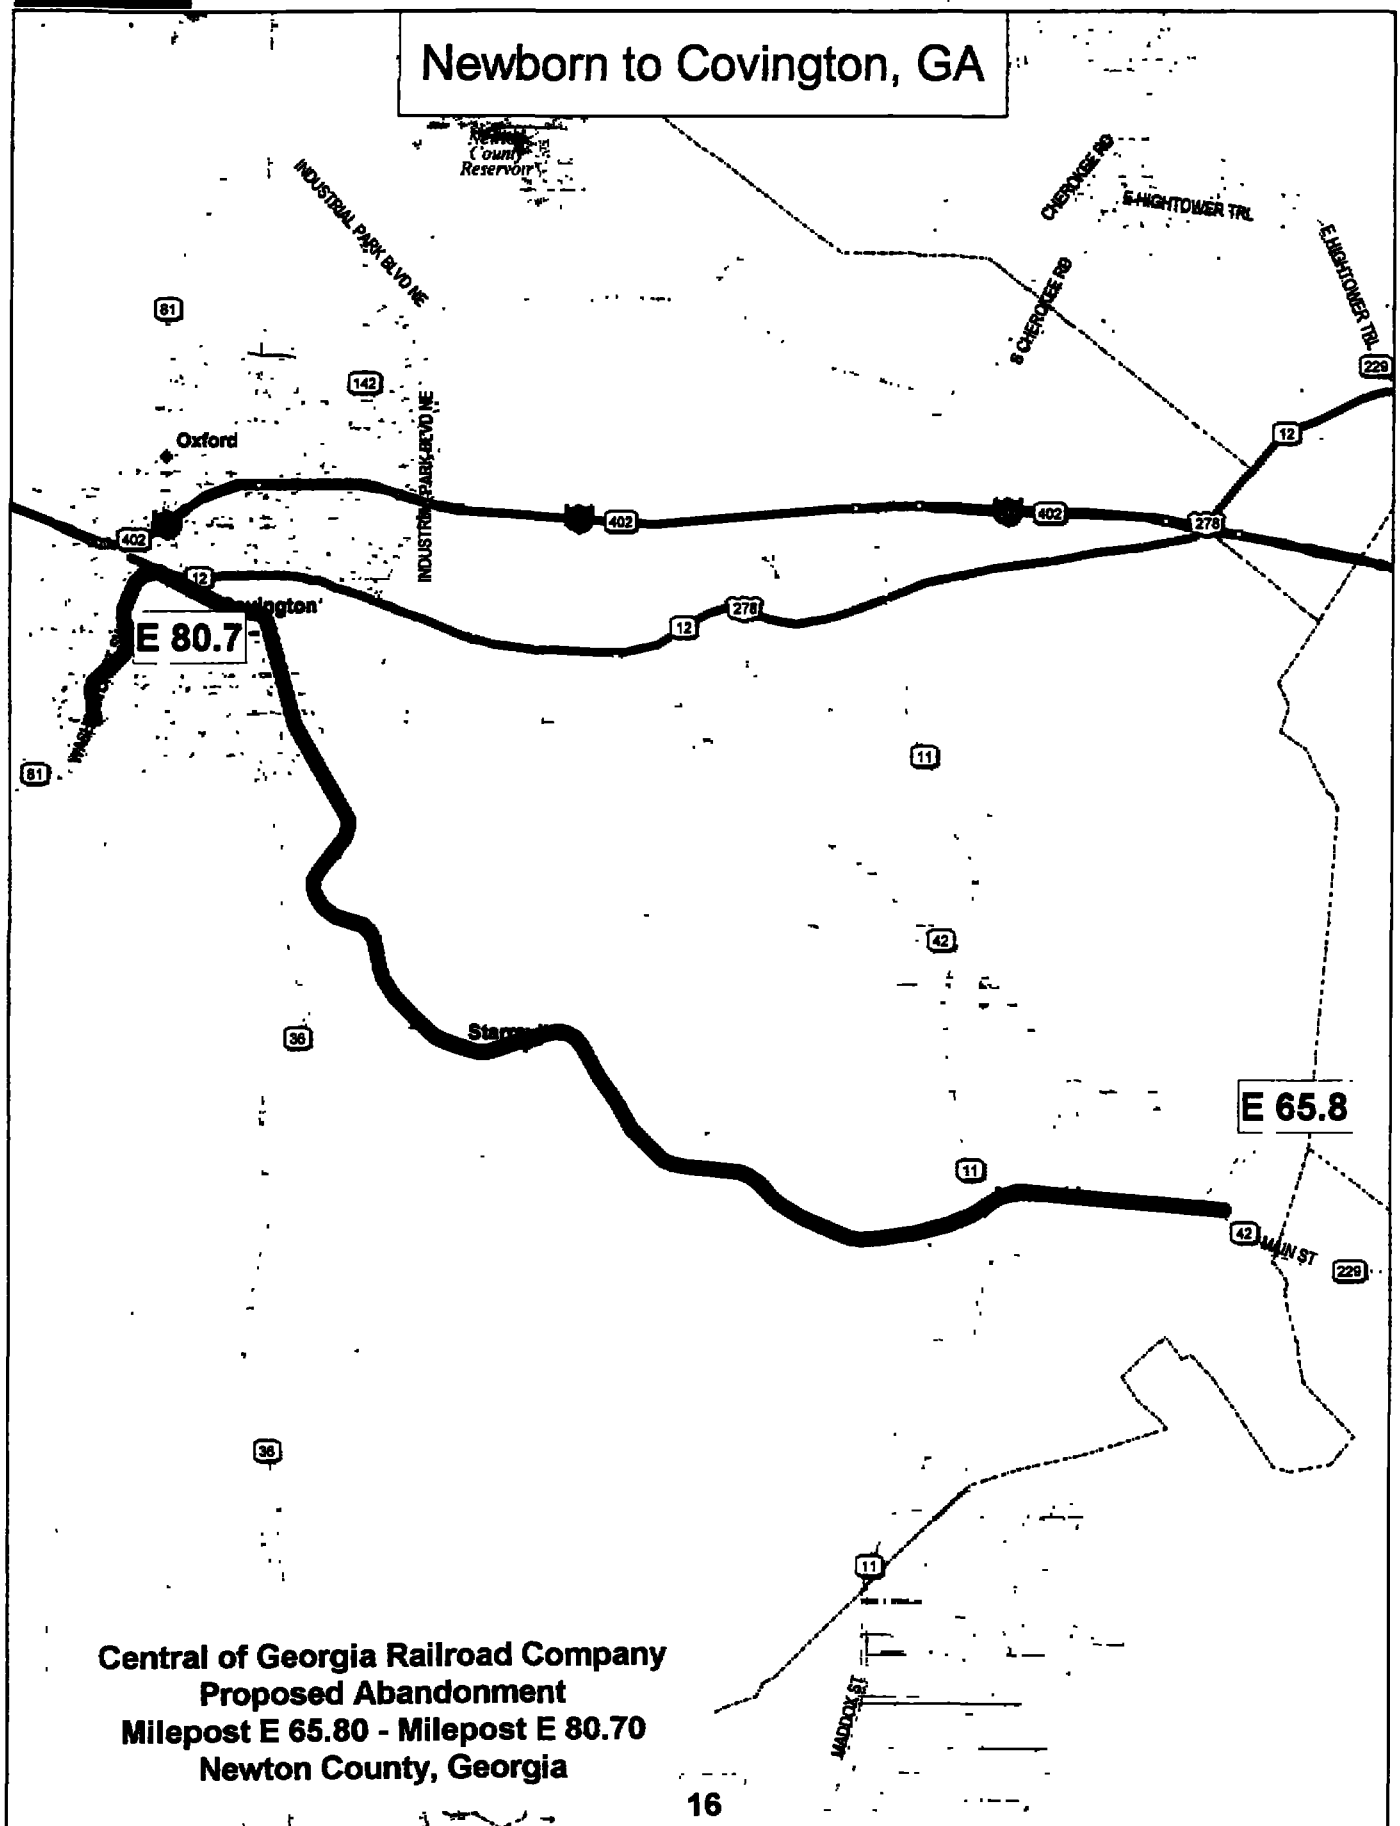 Newborn to Covington, GA
County
Reservoir
INDUSTRIAL PARK BLVD NE
CHEROKEE RD
E HIGHTOWER TRL
E HIGHTOWER TRL
S CHEROKEE RD
81
229
142
INDUSTRIAL PARK BLVD NE
Oxford
12
402
402
402
278
12
Covington
E 80.7
278
12
81
11
42
36
E 65.8
11
42
MAIN ST
229
36
11
MADDOX ST
Central of Georgia Railroad Company
Proposed Abandonment
Milepost E 65.80 - Milepost E 80.70
Newton County, Georgia
16